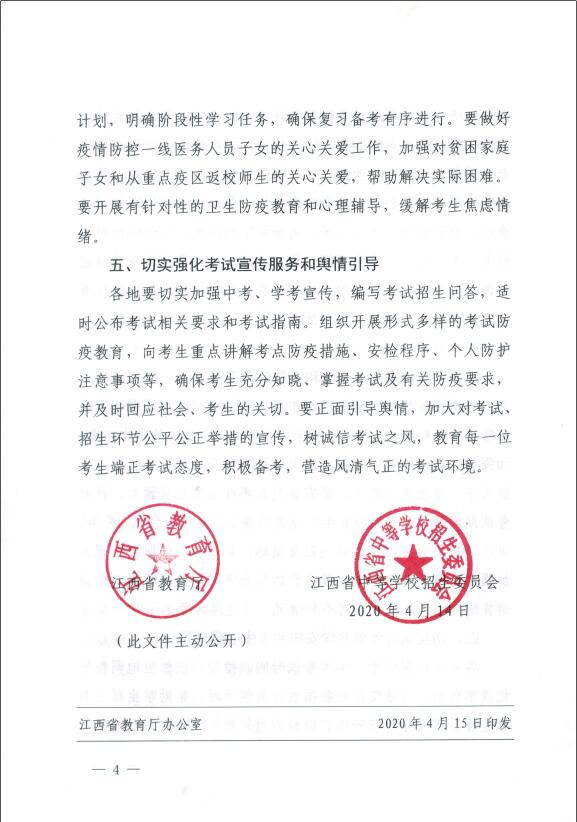 计划，明确阶段性学习任务，确保复习备考有序进行。要做好
疫情防控一线医务人员子女的关心关爱工作，加强对贫困家庭
子女和从重点疫区返校师生的关心关爱，帮助解决实际困难。
要开展有针对性的卫生防疫教育和心理辅导，缓解考生焦虑情
绪。
五、切实强化考试宣传服务和舆情引导
各地要切实加强中考、学考宣传，编写考试招生问答，适
时公布考试相关要求和考试指南。组织开展形式多样的考试防
疫教育，向考生重点讲解考点防疫措施、安检程序、个人防护
注意事项等，确保考生充分知晓、掌握考试及有关防疫要求，
并及时回应社会、考生的关切。要正面引导舆情，加大对考试、
招生环节公平公正举措的宣传，树诚信考试之风，教育每一位
考生端正考试态度，积极备考，营造风清气正的考试环境。
江西省教育厅
江西省中等学校招生委员会
江西省教育厅
江西省中等学校招生委员会
2020年4月14日
（此文件主动公开）
江西省教育厅办公室
2020年4月15日印发
— 4 —